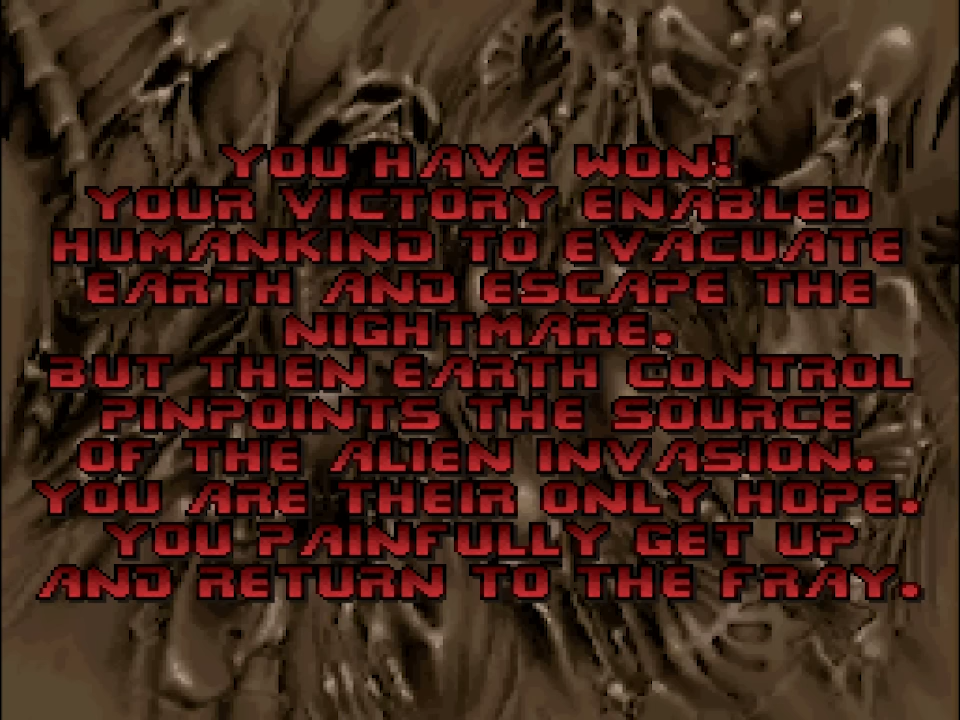 YOU HAVE WON!
YOUR VICTORY ENABLED
HUMANKIND TO EVACUATE
EARTH AND ESCAPE THE
NIGHTMARE.
BUT THEN EARTH CONTROL
PINPOINTS THE SOURCE
OF THE ALIEN INVASION.
YOU ARE THEIR ONLY HOPE.
YOU PAINFULLY GET UP
AND RETURN TO THE FRAY.